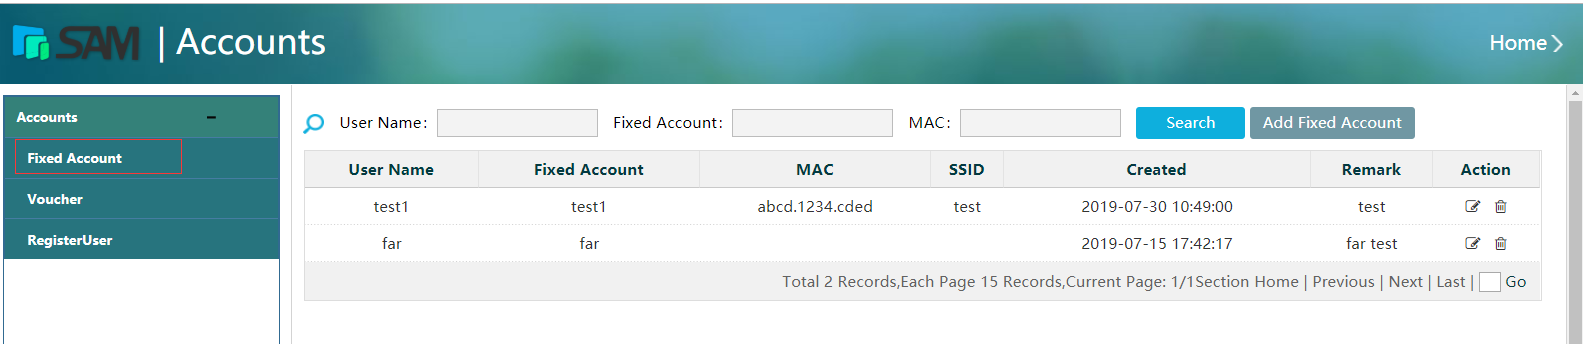 SAM | Accounts
Home
Accounts
Fixed Account
Voucher
RegisterUser
User Name: Fixed Account: MAC: Search Add Fixed Account
User Name Fixed Account MAC SSID Created Remark Action
test1 test1 abcd.1234.cded test 2019-07-30 10:49:00 test
far far 2019-07-15 17:42:17 far test
Total 2 Records,Each Page 15 Records,Current Page: 1/1Section Home | Previous | Next | Last | Go